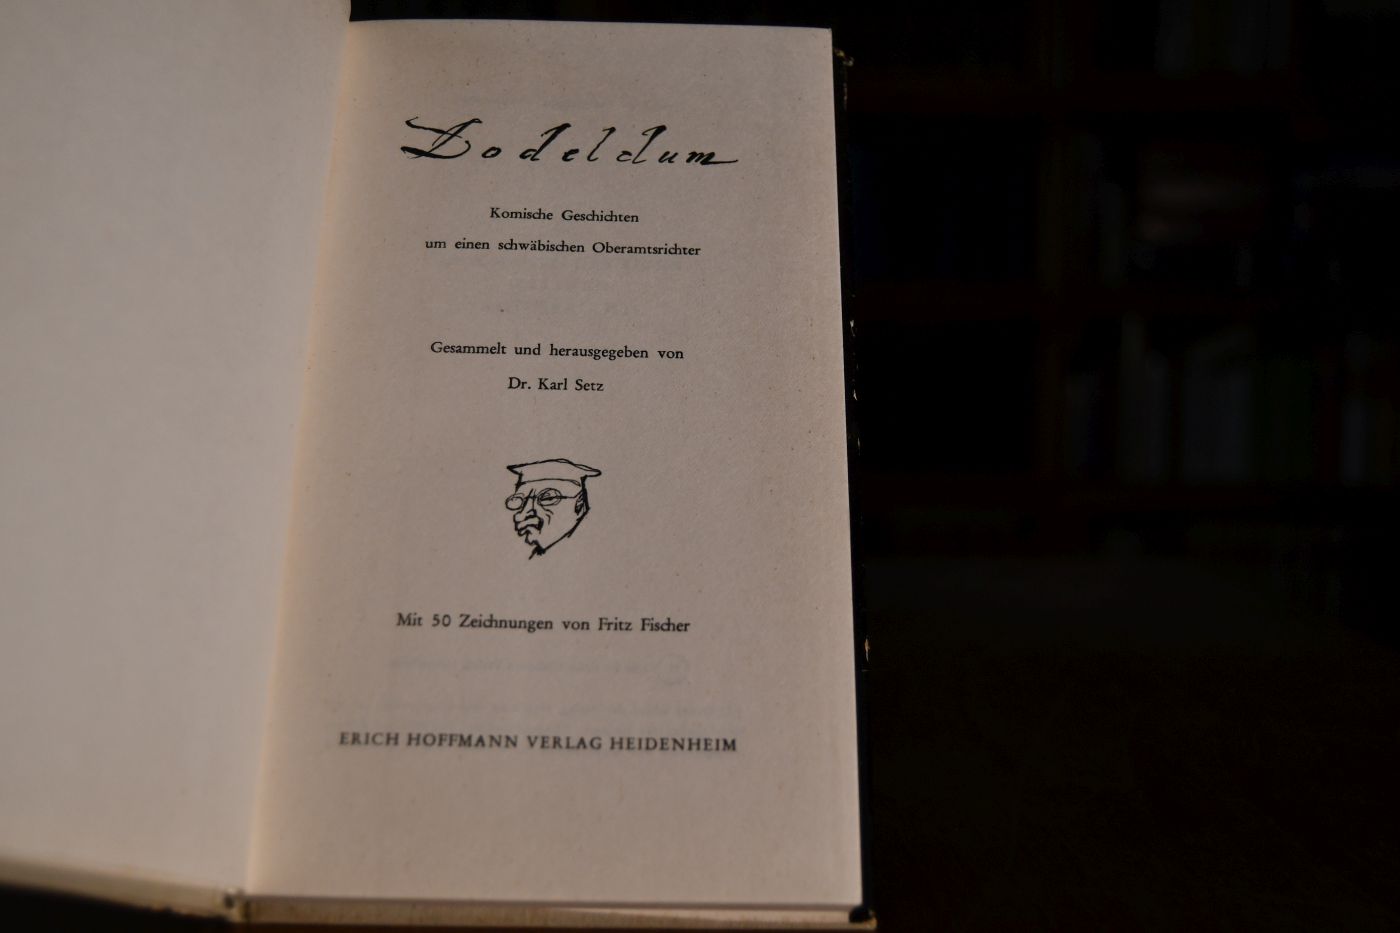 Dodeldum
Komische Geschichten
um einen schwäbischen Oberamtsrichter
Gesammelt und herausgegeben von
Dr. Karl Setz
Mit 50 Zeichnungen von Fritz Fischer
ERICH HOFFMANN VERLAG HEIDENHEIM